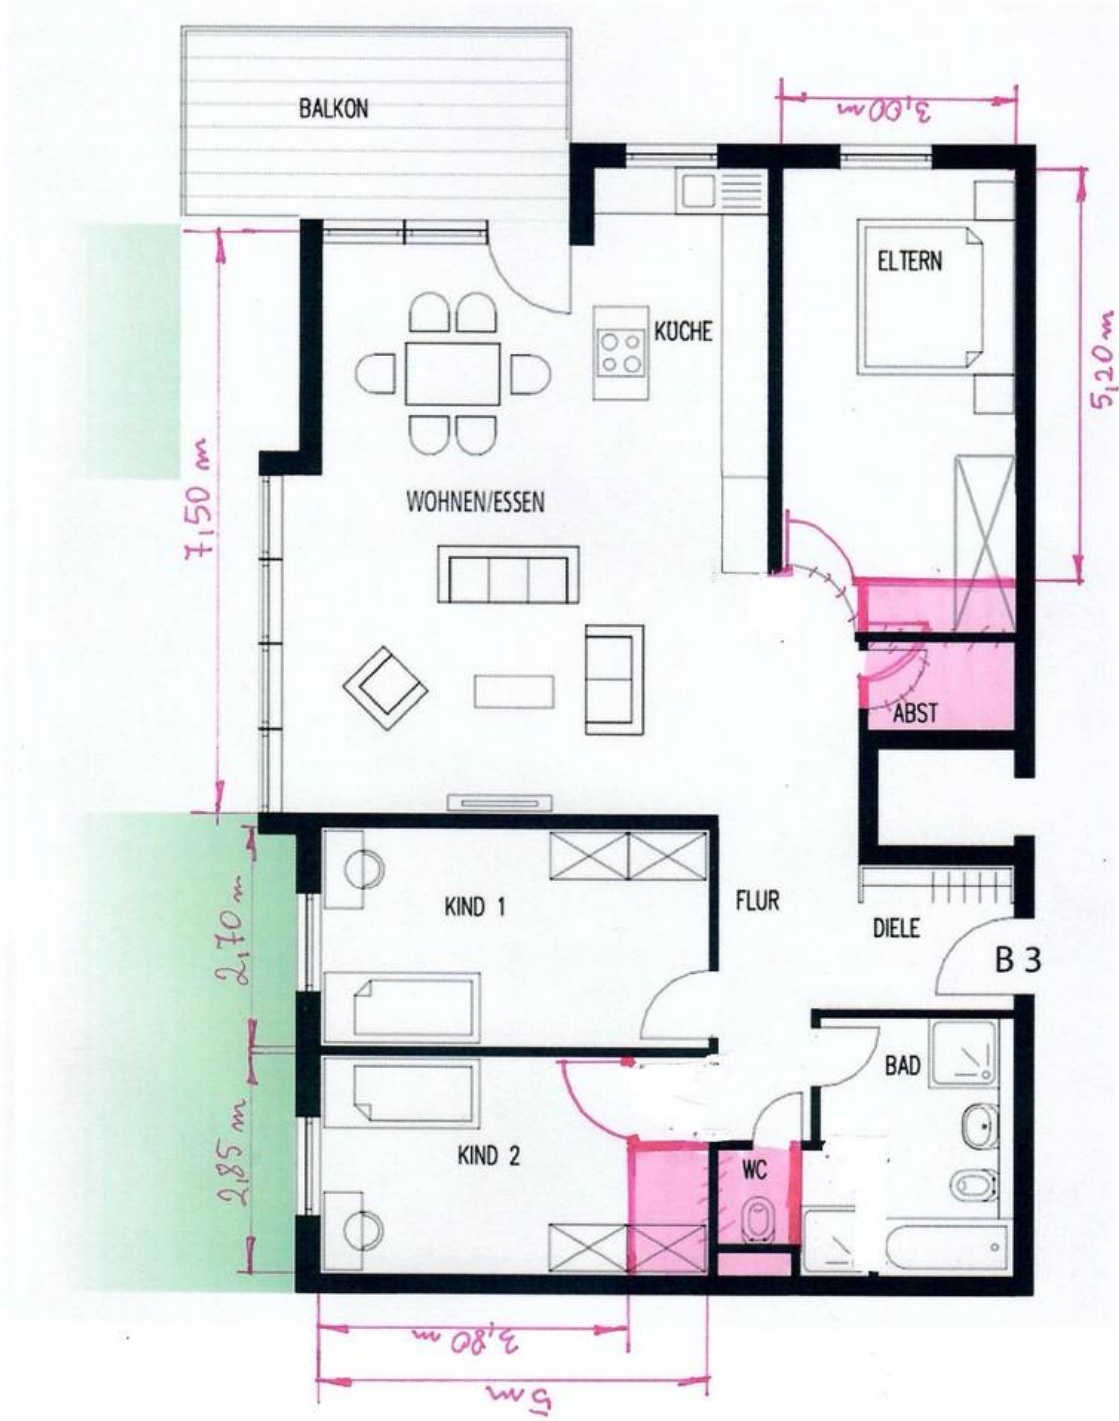 BALKON
3,00 m
ELTERN
KÜCHE
5,20 m
WOHNEN/ESSEN
7,50 m
ABST
KIND 1
FLUR
DIELE
2,70 m
B 3
BAD
KIND 2
WC
2,85 m
3,80 m
5 m